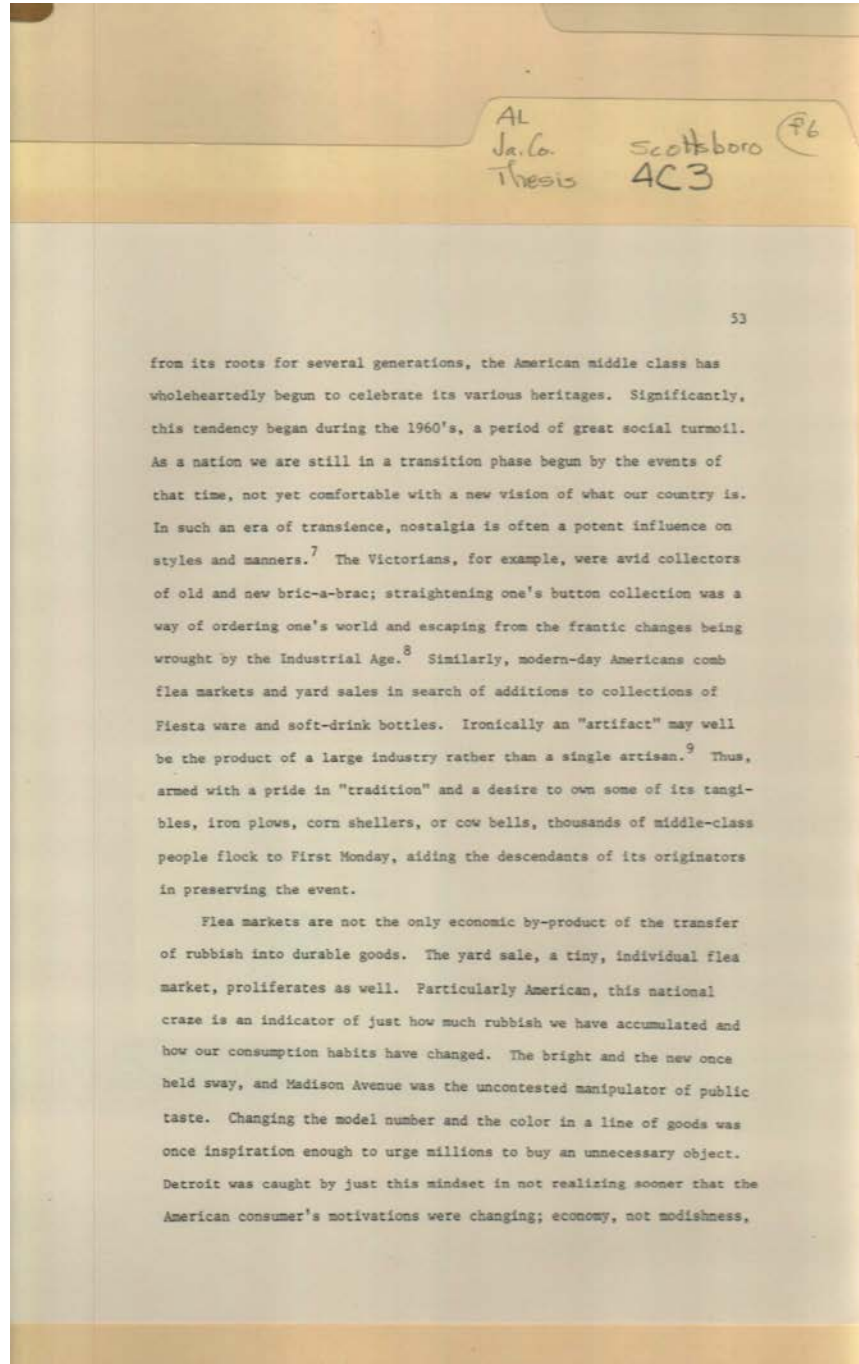 AL
Ja. Co. Scottsboro P6
Thesis 4C3
53
from its roots for several generations, the American middle class has
wholeheartedly begun to celebrate its various heritages. Significantly,
this tendency began during the 1960's, a period of great social turmoil.
As a nation we are still in a transition phase begun by the events of
that time, not yet comfortable with a new vision of what our country is.
In such an era of transience, nostalgia is often a potent influence on
styles and manners.7 The Victorians, for example, were avid collectors
of old and new bric-a-brac; straightening one's button collection was a
way of ordering one's world and escaping from the frantic changes being
wrought by the Industrial Age.8 Similarly, modern-day Americans comb
flea markets and yard sales in search of additions to collections of
Fiesta ware and soft-drink bottles. Ironically an "artifact" may well
be the product of a large industry rather than a single artisan.9 Thus,
armed with a pride in "tradition" and a desire to own some of its tangi-
bles, iron plows, corn shellers, or cow bells, thousands of middle-class
people flock to First Monday, aiding the descendants of its originators
in preserving the event.
Flea markets are not the only economic by-product of the transfer
of rubbish into durable goods. The yard sale, a tiny, individual flea
market, proliferates as well. Particularly American, this national
craze is an indicator of just how much rubbish we have accumulated and
how our consumption habits have changed. The bright and the new once
held sway, and Madison Avenue was the uncontested manipulator of public
taste. Changing the model number and the color in a line of goods was
once inspiration enough to urge millions to buy an unnecessary object.
Detroit was caught by just this mindset in not realizing sooner that the
American consumer's motivations were changing; economy, not modishness,